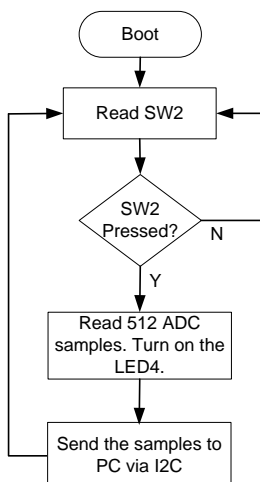 Boot
Read SW2
SW2
Pressed?
N
Y
Read 512 ADC
samples. Turn on the
LED4.
Send the samples to
PC via I2C